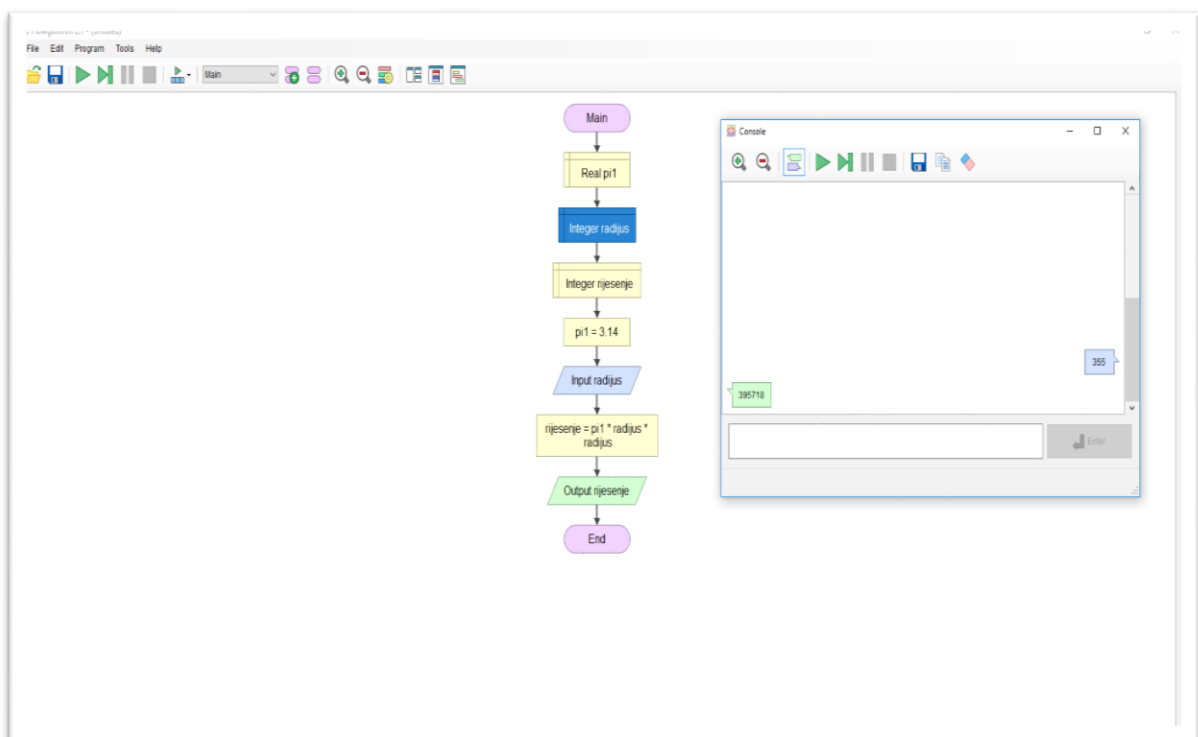 File Edit Program Tools Help
Main
Main
Real pi1
Integer radijus
Integer rijesenje
pi1 = 3.14
Input radijus
rijesenje = pi1 * radijus *
radijus
Output rijesenje
End
Console
355
395718
Enter